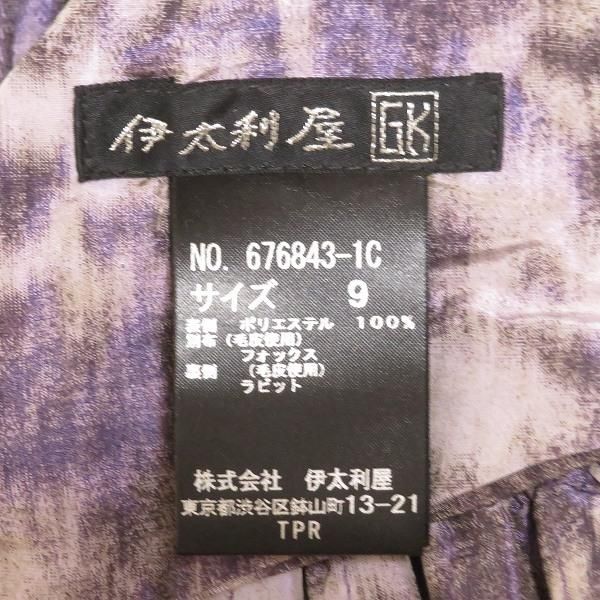 伊太利屋 GK
NO. 676843-1C
サイズ 9
表側 ポリエステル 100%
別布(毛皮使用)
フォックス
裏側 (毛皮使用)
ラビット
株式会社 伊太利屋
東京都渋谷区鉢山町13-21
TPR